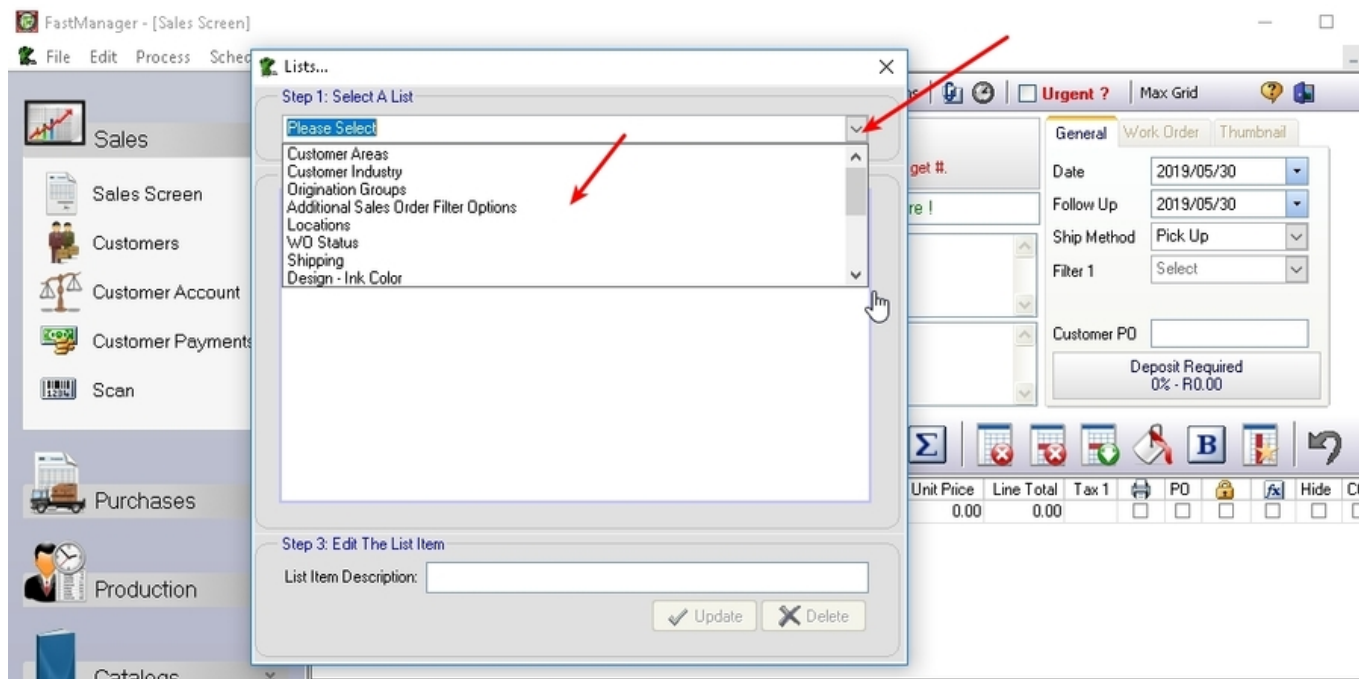 FastManager - [Sales Screen]
File Edit Process Sched
Lists...
Step 1: Select A List
Please Select
Customer Areas
Customer Industry
Origination Groups
Additional Sales Order Filter Options
Locations
WO Status
Shipping
Design - Ink Color
Step 3: Edit The List Item
List Item Description:
Update Delete
Sales
Sales Screen
Customers
Customer Account
Customer Payments
Scan
Purchases
Production
Catalogs
Urgent ? Max Grid
get #.
re !
General Work Order Thumbnail
Date 2019/05/30
Follow Up 2019/05/30
Ship Method Pick Up
Filter 1 Select
Customer PO
Deposit Required
0% - R0.00
Σ B
Unit Price Line Total Tax 1 PO fx Hide
0.00 0.00